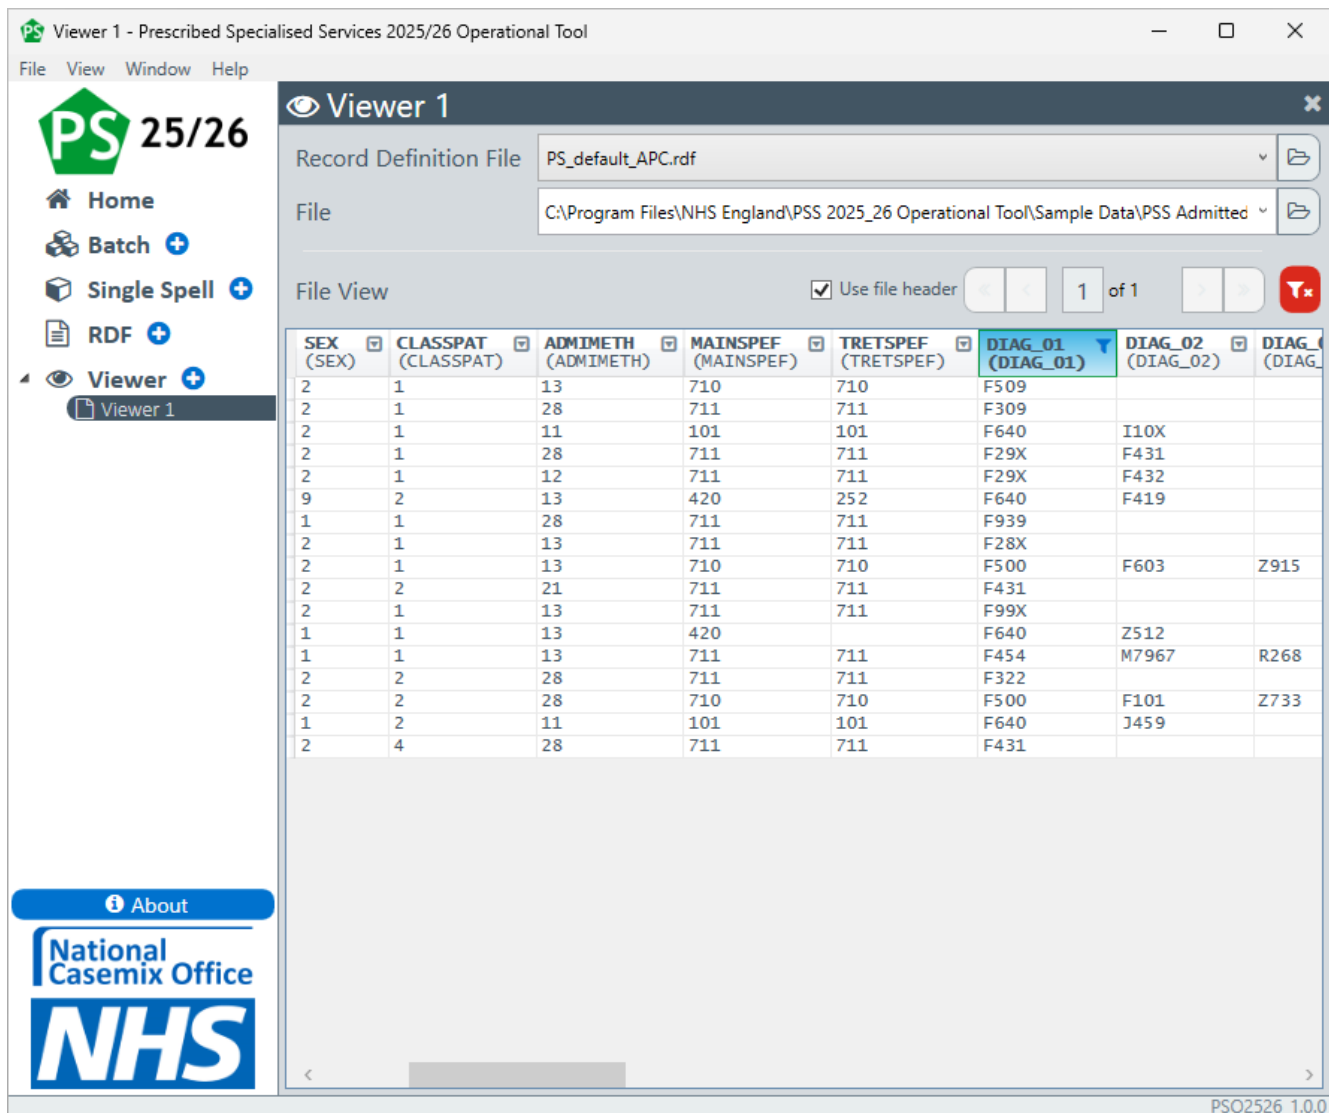 Viewer 1 - Prescribed Specialised Services 2025/26 Operational Tool
File View Window Help
PS 25/26
Home
Batch
Single Spell
RDF
Viewer
Viewer 1
About
National
Casemix Office
NHS
Viewer 1
Record Definition File PS_default_APC.rdf
File C:\Program Files\NHS England\PSS 2025_26 Operational Tool\Sample Data\PSS Admitted
File View Use file header 1 of 1
SEX CLASSPAT ADMIMETH MAINSPEF TRETSPEF DIAG_01 DIAG_02 DIAG_
(SEX) (CLASSPAT) (ADMIMETH) (MAINSPEF) (TRETSPEF) (DIAG_01) (DIAG_02) (DIAG_
2 1 13 710 710 F509
2 1 28 711 711 F309
2 1 11 101 101 F640 I10X
2 1 28 711 711 F29X F431
2 1 12 711 711 F29X F432
9 2 13 420 252 F640 F419
1 1 28 711 711 F939
2 1 13 711 711 F28X
2 1 13 710 710 F500 F603 Z915
2 2 21 711 711 F431
2 1 13 711 711 F99X
1 1 13 420 F640 Z512
1 1 13 711 711 F454 M7967 R268
2 2 28 711 711 F322
2 2 28 710 710 F500 F101 Z733
1 2 11 101 101 F640 J459
2 4 28 711 711 F431
PSO2526 1.0.0